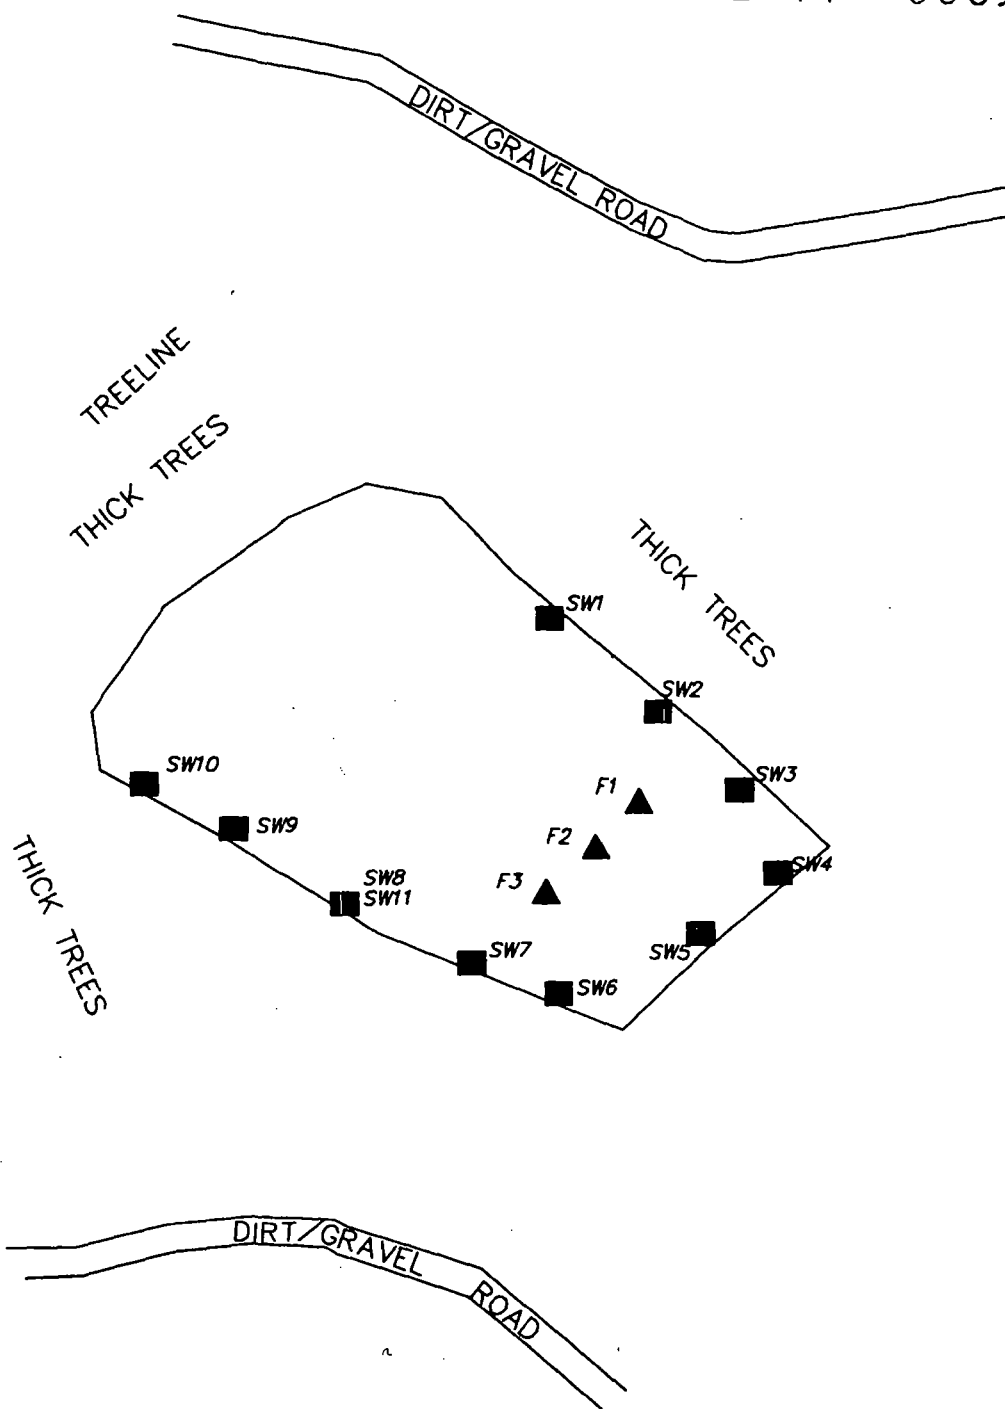 DIRT/GRAVEL ROAD
TREELINE
THICK TREES
THICK TREES
SW1
SW2
SW3
SW10
F1
SW9
F2
SW4
SW8
F3
SW11
SW7
SW5
SW6
THICK TREES
DIRT/GRAVEL ROAD